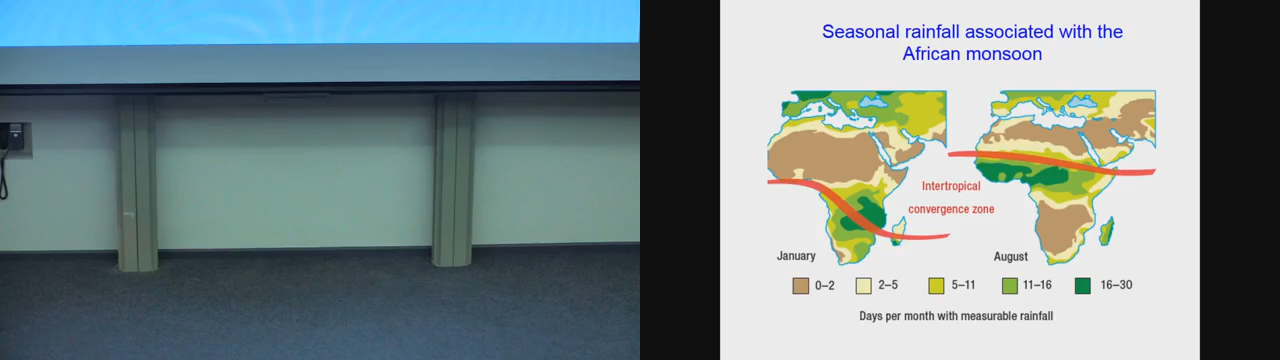 Seasonal rainfall associated with the
African monsoon
Intertropical
convergence zone
January
August
0–2
2–5
5–11
11–16
16–30
Days per month with measurable rainfall